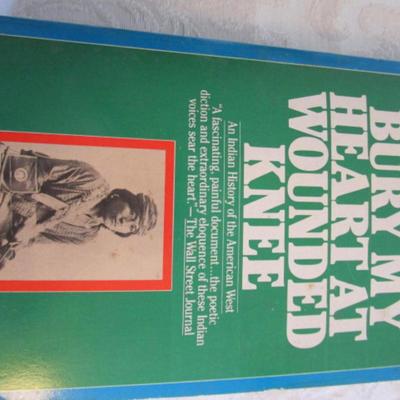 BURY MY
HEART AT
WOUNDED
KNEE
An Indian History of the American West
"A fascinating, painful document...the poetic
diction and extraordinary eloquence of these Indian
voices sear the heart."—The Wall Street Journal